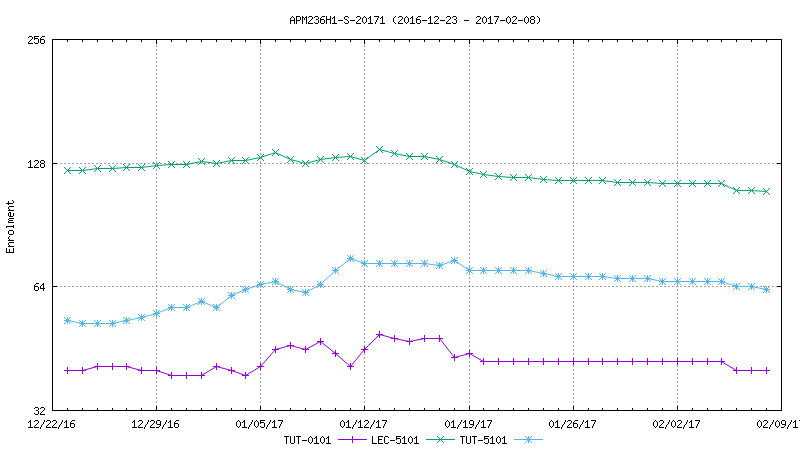 APM236H1-S-20171 (2016-12-23 - 2017-02-08)
256
128
64
32
Enrolment
12/22/16 12/29/16 01/05/17 01/12/17 01/19/17 01/26/17 02/02/17 02/09/17
TUT-0101 LEC-5101 TUT-5101